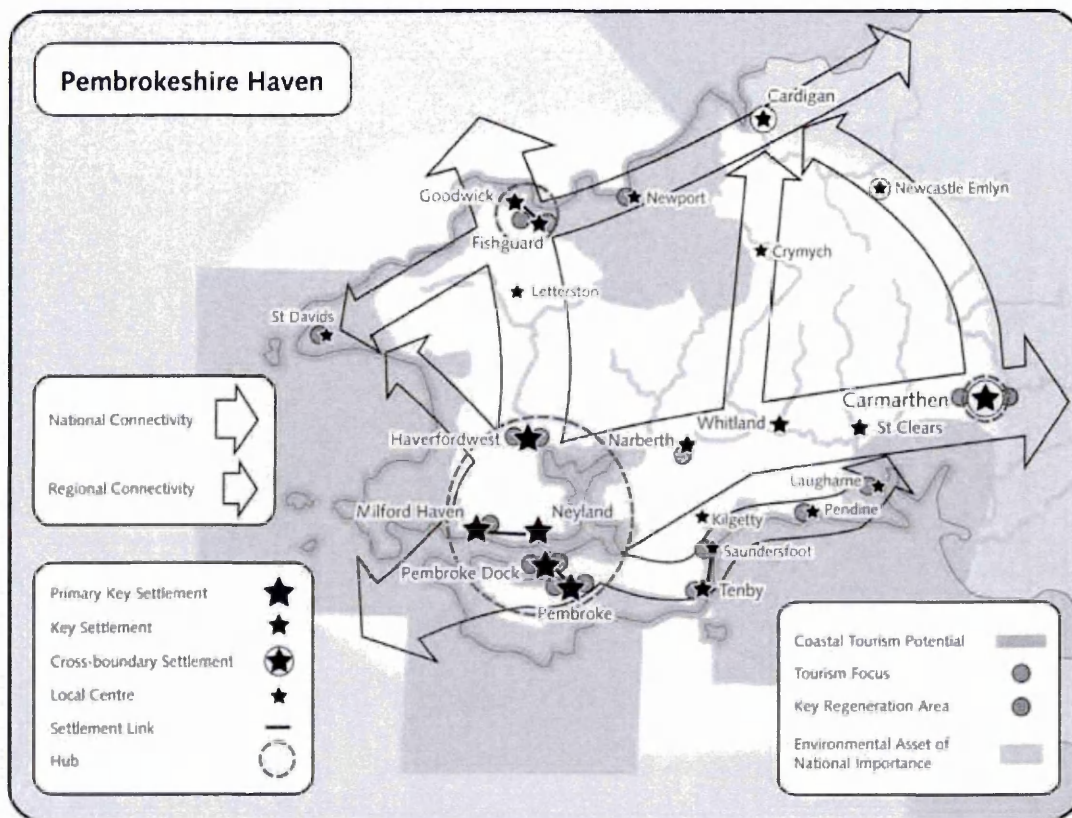 Pembrokeshire Haven
Cardigan
Goodwick
Newport
Newcastle Emlyn
Fishguard
Crymych
Letterston
St Davids
National Connectivity
Regional Connectivity
Carmarthen
Whitland
St Clears
Haverfordwest
Narberth
Laugharne
Milford Haven
Neyland
Kilgetty
Pendine
Saundersfoot
Pembroke Dock
Tenby
Pembroke
Primary Key Settlement
Key Settlement
Cross-boundary Settlement
Local Centre
Settlement Link
Hub
Coastal Tourism Potential
Tourism Focus
Key Regeneration Area
Environmental Asset of
National Importance